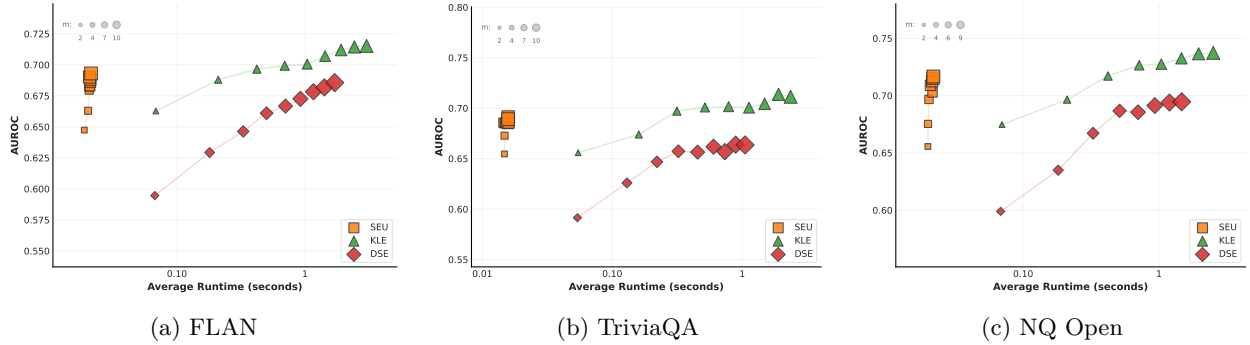 m:
2 4 7 10
0.725
0.700
0.675
0.650
0.625
0.600
0.575
0.550
AUROC
0.10 1
Average Runtime (seconds)
SEU
KLE
DSE
(a) FLAN
m:
2 4 7 10
0.80
0.75
0.70
0.65
0.60
0.55
AUROC
0.01 0.10 1
Average Runtime (seconds)
SEU
KLE
DSE
(b) TriviaQA
m:
2 4 6 9
0.75
0.70
0.65
0.60
AUROC
0.10 1
Average Runtime (seconds)
SEU
KLE
DSE
(c) NQ Open